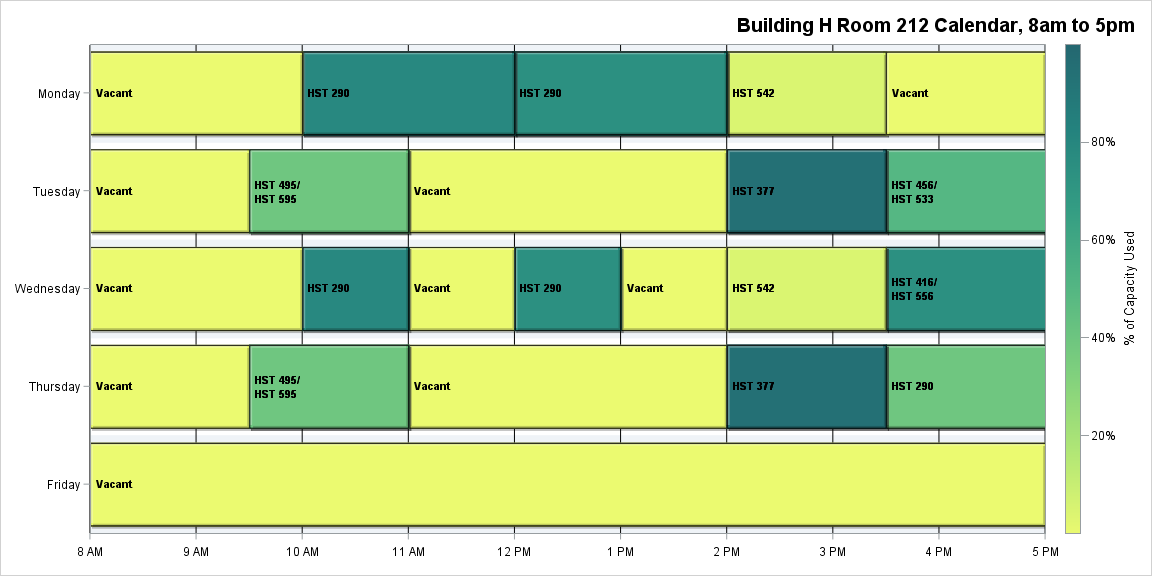 Building H Room 212 Calendar, 8am to 5pm
Monday
Vacant
HST 290
HST 290
HST 542
Vacant
Tuesday
Vacant
HST 495/
HST 595
Vacant
HST 377
HST 456/
HST 533
Wednesday
Vacant
HST 290
Vacant
HST 290
Vacant
HST 542
HST 416/
HST 556
Thursday
Vacant
HST 495/
HST 595
Vacant
HST 377
HST 290
Friday
Vacant
8 AM
9 AM
10 AM
11 AM
12 PM
1 PM
2 PM
3 PM
4 PM
5 PM
80%
60%
40%
20%
% of Capacity Used